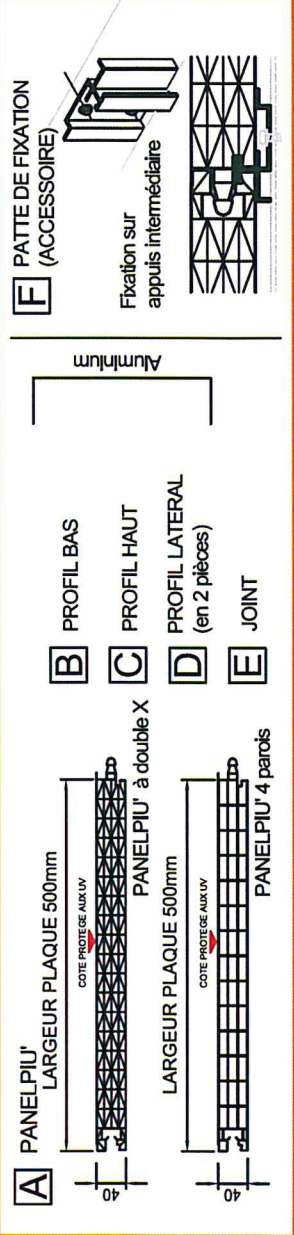 A PANELPIU'
LARGEUR PLAQUE 500mm
COTE PROTEGE AUX UV
40
PANELPIU' à double X
LARGEUR PLAQUE 500mm
COTE PROTEGE AUX UV
40
PANELPIU' 4 parois
B PROFIL BAS
C PROFIL HAUT
D PROFIL LATERAL
(en 2 pièces)
E JOINT
Aluminium
F PATTE DE FIXATION
(ACCESSOIRE)
Fixation sur
appuis intermédiaire